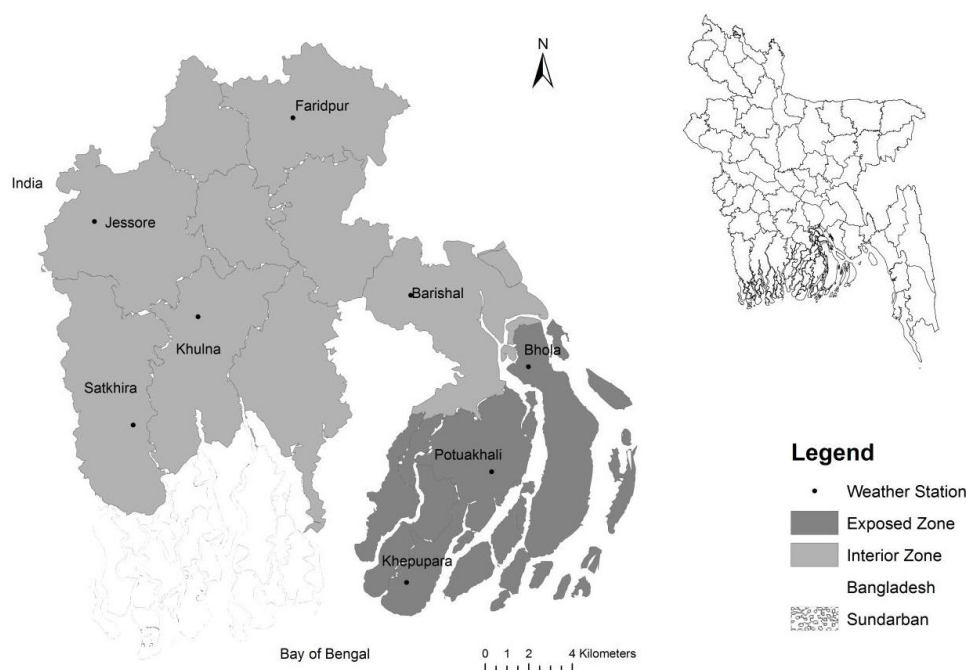 N
Faridpur
India
Jessore
Barishal
Khulna
Bhola
Satkhira
Potuakhali
Khepupara
Bay of Bengal
0 1 2 4 Kilometers
Legend
Weather Station
Exposed Zone
Interior Zone
Bangladesh
Sundarban